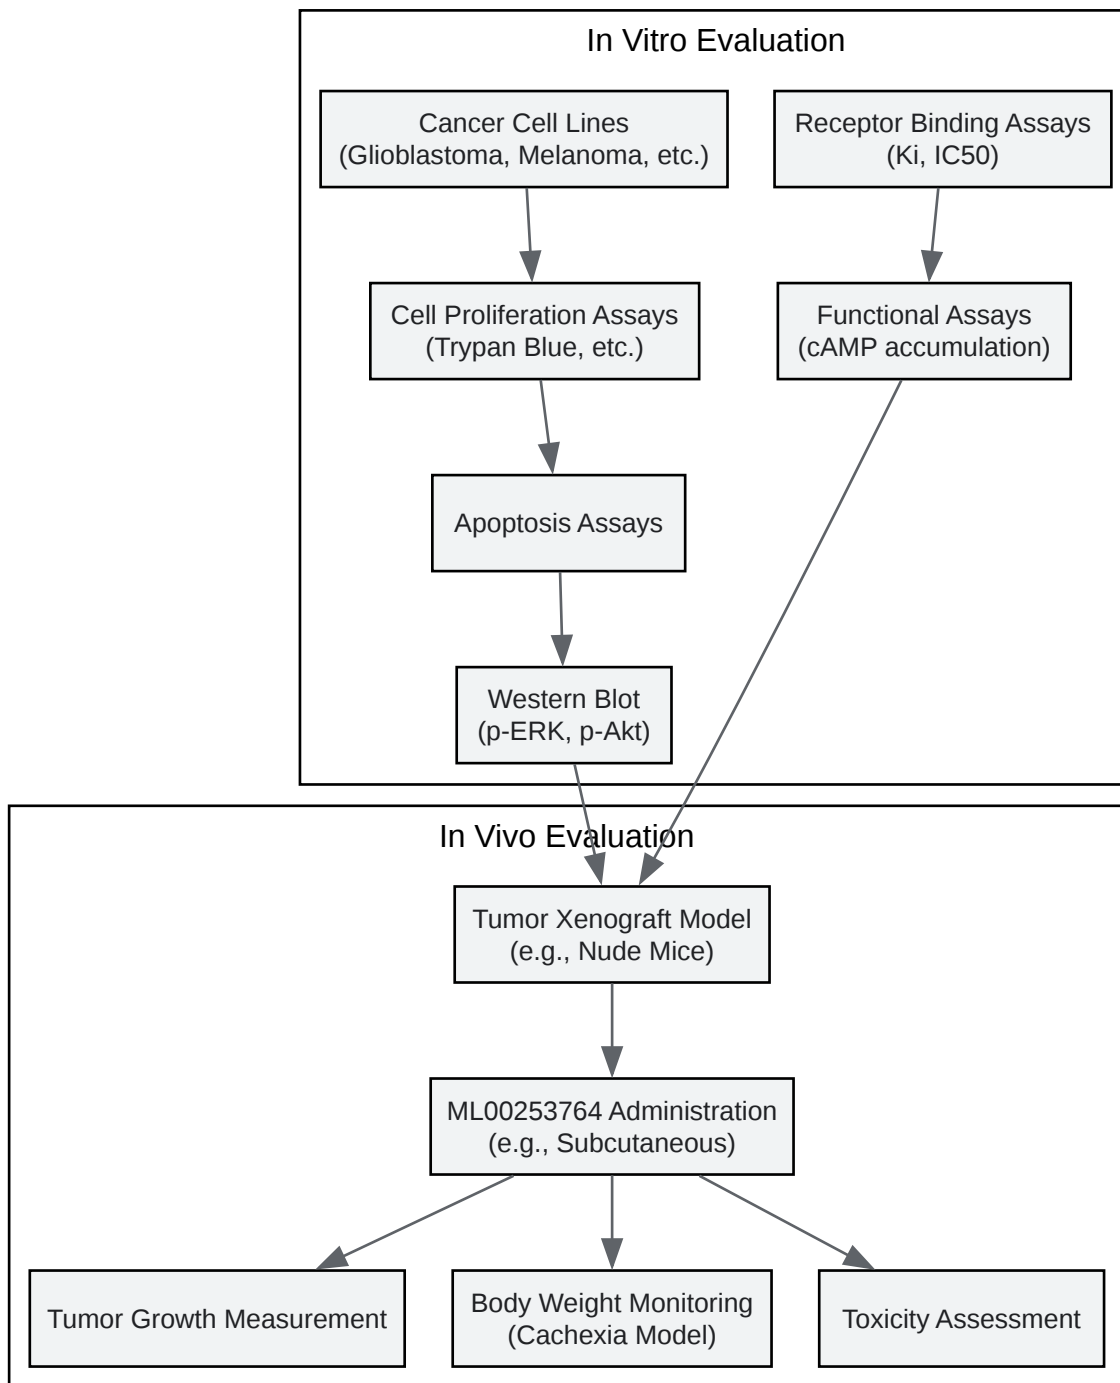 In Vitro Evaluation
Cancer Cell Lines
(Glioblastoma, Melanoma, etc.)
Receptor Binding Assays
(Ki, IC50)
Cell Proliferation Assays
(Trypan Blue, etc.)
Functional Assays
(cAMP accumulation)
Apoptosis Assays
Western Blot
(p-ERK, p-Akt)
In Vivo Evaluation
Tumor Xenograft Model
(e.g., Nude Mice)
ML00253764 Administration
(e.g., Subcutaneous)
Tumor Growth Measurement
Body Weight Monitoring
(Cachexia Model)
Toxicity Assessment